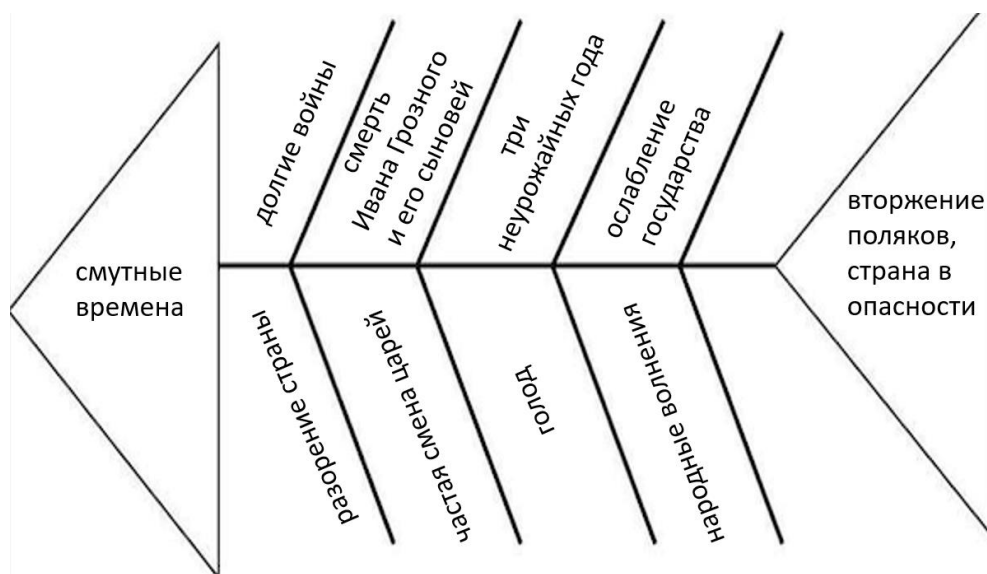 смутные
времена
долгие войны
смерть
Ивана Грозного
и его сыновей
три
неурожайных года
ослабление
государства
разорение страны
частая смена царей
голод
народные волнения
вторжение
поляков,
страна в
опасности